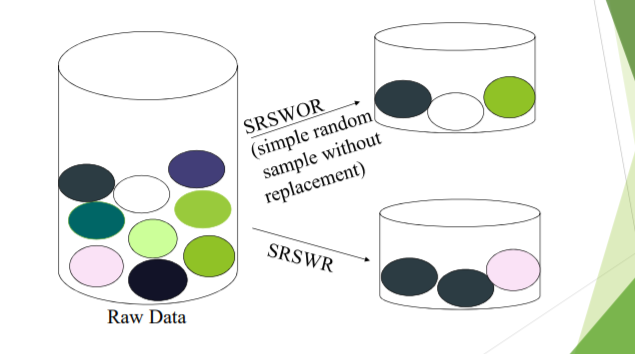 SRSWOR
(simple random
sample without
replacement)
SRSWR
Raw Data